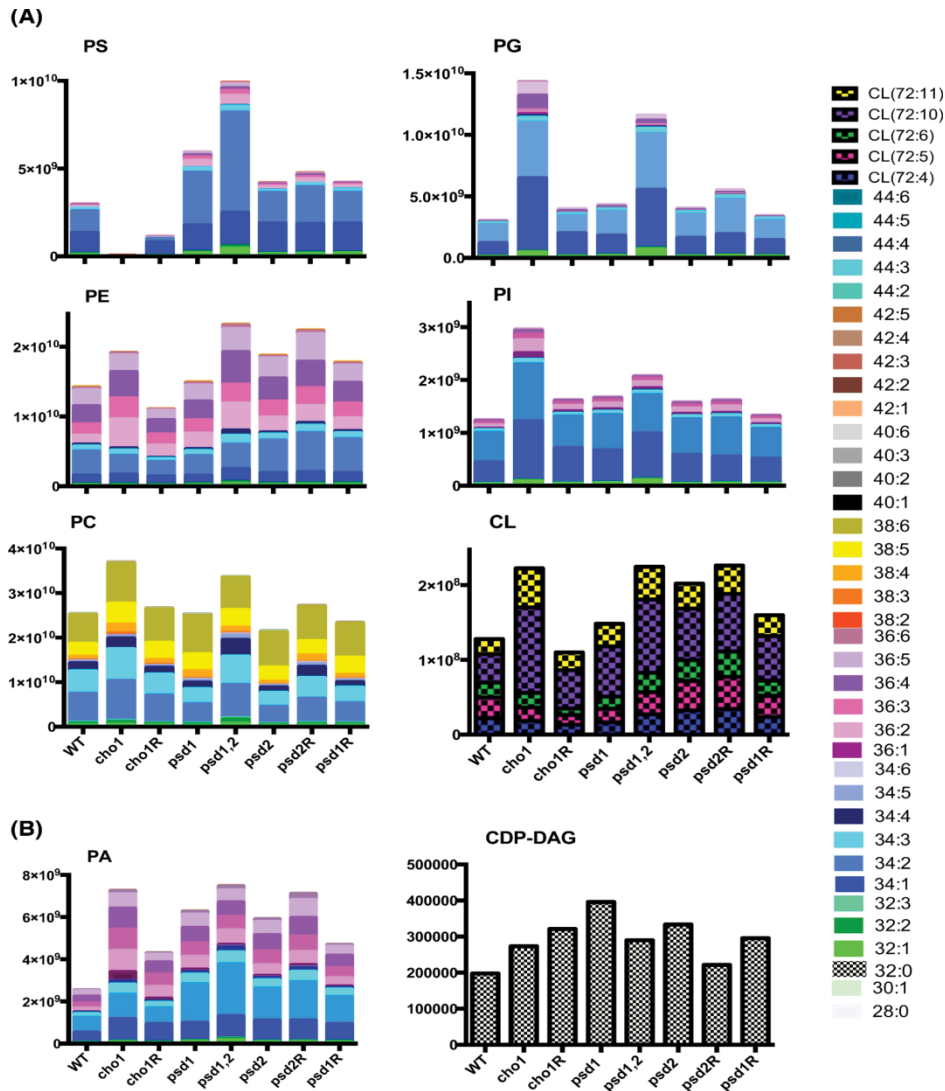 (A)
PS
1×10¹⁰
5×10⁹
0
PG
1.5×10¹⁰
1.0×10¹⁰
5.0×10⁹
0.0
PE
2×10¹⁰
1×10¹⁰
0
PI
3×10⁹
2×10⁹
1×10⁹
0
PC
4×10¹⁰
3×10¹⁰
2×10¹⁰
1×10¹⁰
0
WT
cho1
cho1R
psd1
psd1,2
psd2
psd2R
psd1R
CL
2×10⁸
1×10⁸
0
WT
cho1
cho1R
psd1
psd1,2
psd2
psd2R
psd1R
(B)
PA
8×10⁹
6×10⁹
4×10⁹
2×10⁹
0
WT
cho1
cho1R
psd1
psd1,2
psd2
psd2R
psd1R
CDP-DAG
500000
400000
300000
200000
100000
0
WT
cho1
cho1R
psd1
psd1,2
psd2
psd2R
psd1R
CL(72:11)
CL(72:10)
CL(72:6)
CL(72:5)
CL(72:4)
44:6
44:5
44:4
44:3
44:2
42:5
42:4
42:3
42:2
42:1
40:6
40:3
40:2
40:1
38:6
38:5
38:4
38:3
38:2
36:6
36:5
36:4
36:3
36:2
36:1
34:6
34:5
34:4
34:3
34:2
34:1
32:3
32:2
32:1
32:0
30:1
28:0